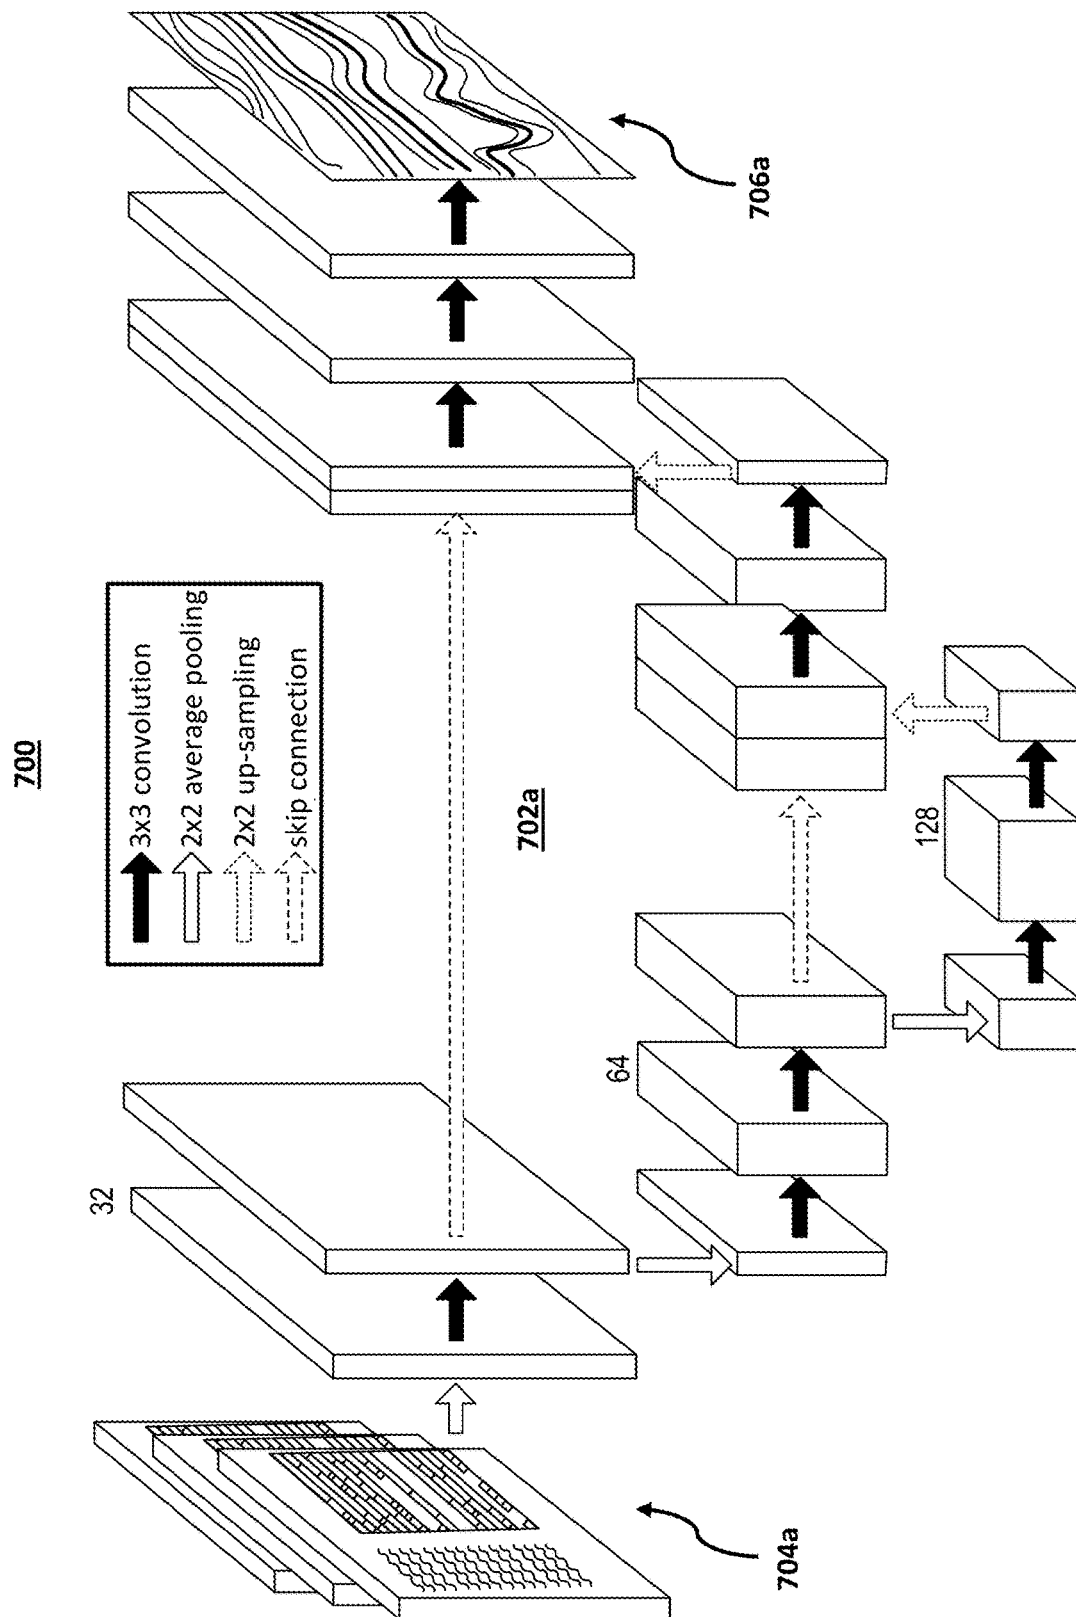 700
3x3 convolution
2x2 average pooling
2x2 up-sampling
skip connection
32
702a
64
128
704a
706a